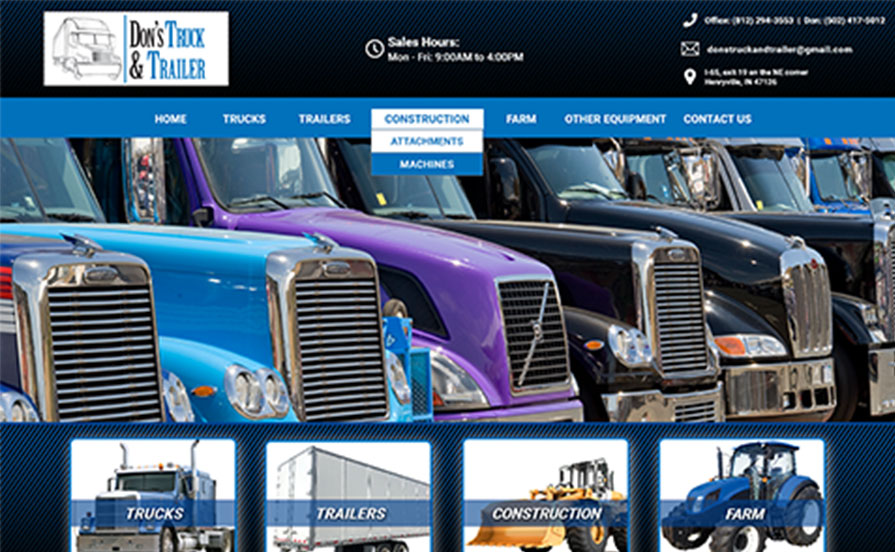 DON'S TRUCK
& TRAILER
Sales Hours:
Mon - Fri: 9:00AM to 4:00PM
Office: (812) 294-3553 | Don: (502) 417-5012
donstruckandtrailer@gmail.com
I-65, exit 19 on the NE corner
Henryville, IN 47126
HOME TRUCKS TRAILERS CONSTRUCTION FARM OTHER EQUIPMENT CONTACT US
ATTACHMENTS
MACHINES
TRUCKS TRAILERS CONSTRUCTION FARM